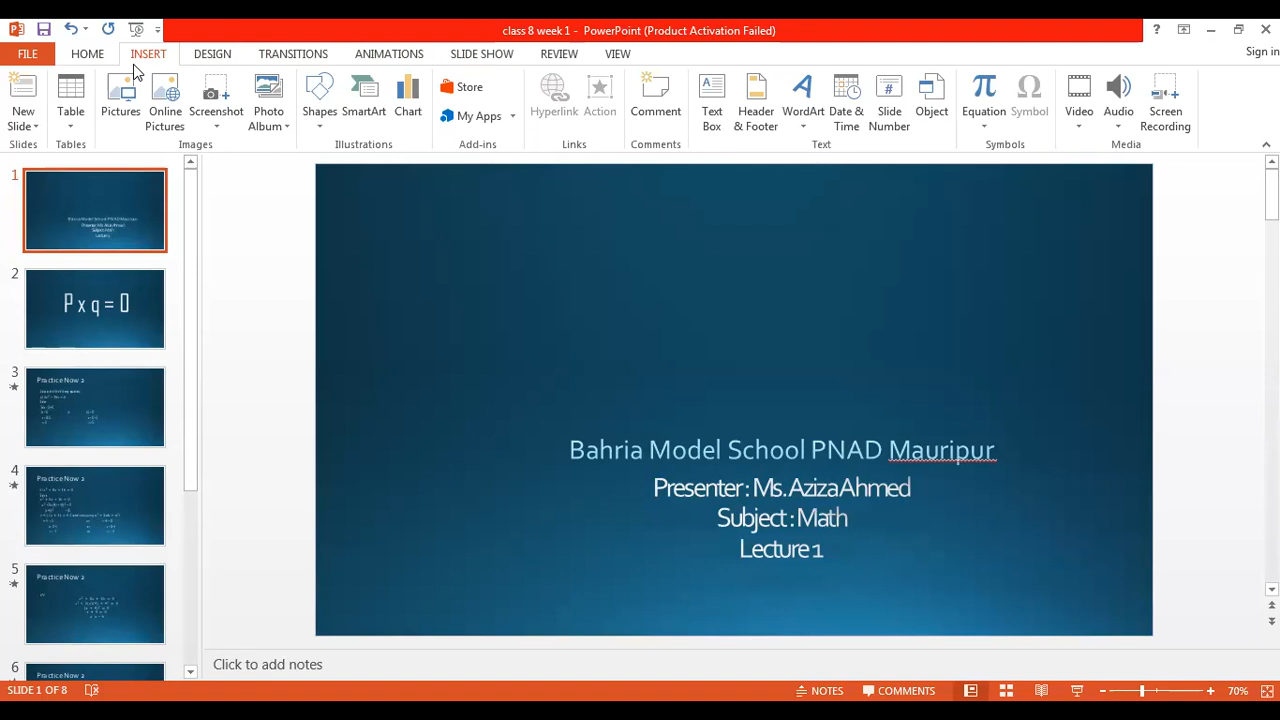 class 8 week 1 - PowerPoint (Product Activation Failed)
Sign in
FILE HOME INSERT DESIGN TRANSITIONS ANIMATIONS SLIDE SHOW REVIEW VIEW
New Slide
Table
Pictures
Online Pictures
Screenshot
Photo Album
Shapes
SmartArt
Chart
Store
My Apps
Hyperlink
Action
Comment
Text Box
Header & Footer
WordArt
Date & Time
Slide Number
Object
Equation
Symbol
Video
Audio
Screen Recording
Slides Tables Images Illustrations Add-ins Links Comments Text Symbols Media
1
2
P x q = 0
3
Practice Now 2
4
Practice Now 2
5
Practice Now 2
6
Bahria Model School PNAD Mauripur
Presenter : Ms. Aziza Ahmed
Subject : Math
Lecture 1
Click to add notes
SLIDE 1 OF 8
NOTES
COMMENTS
70%